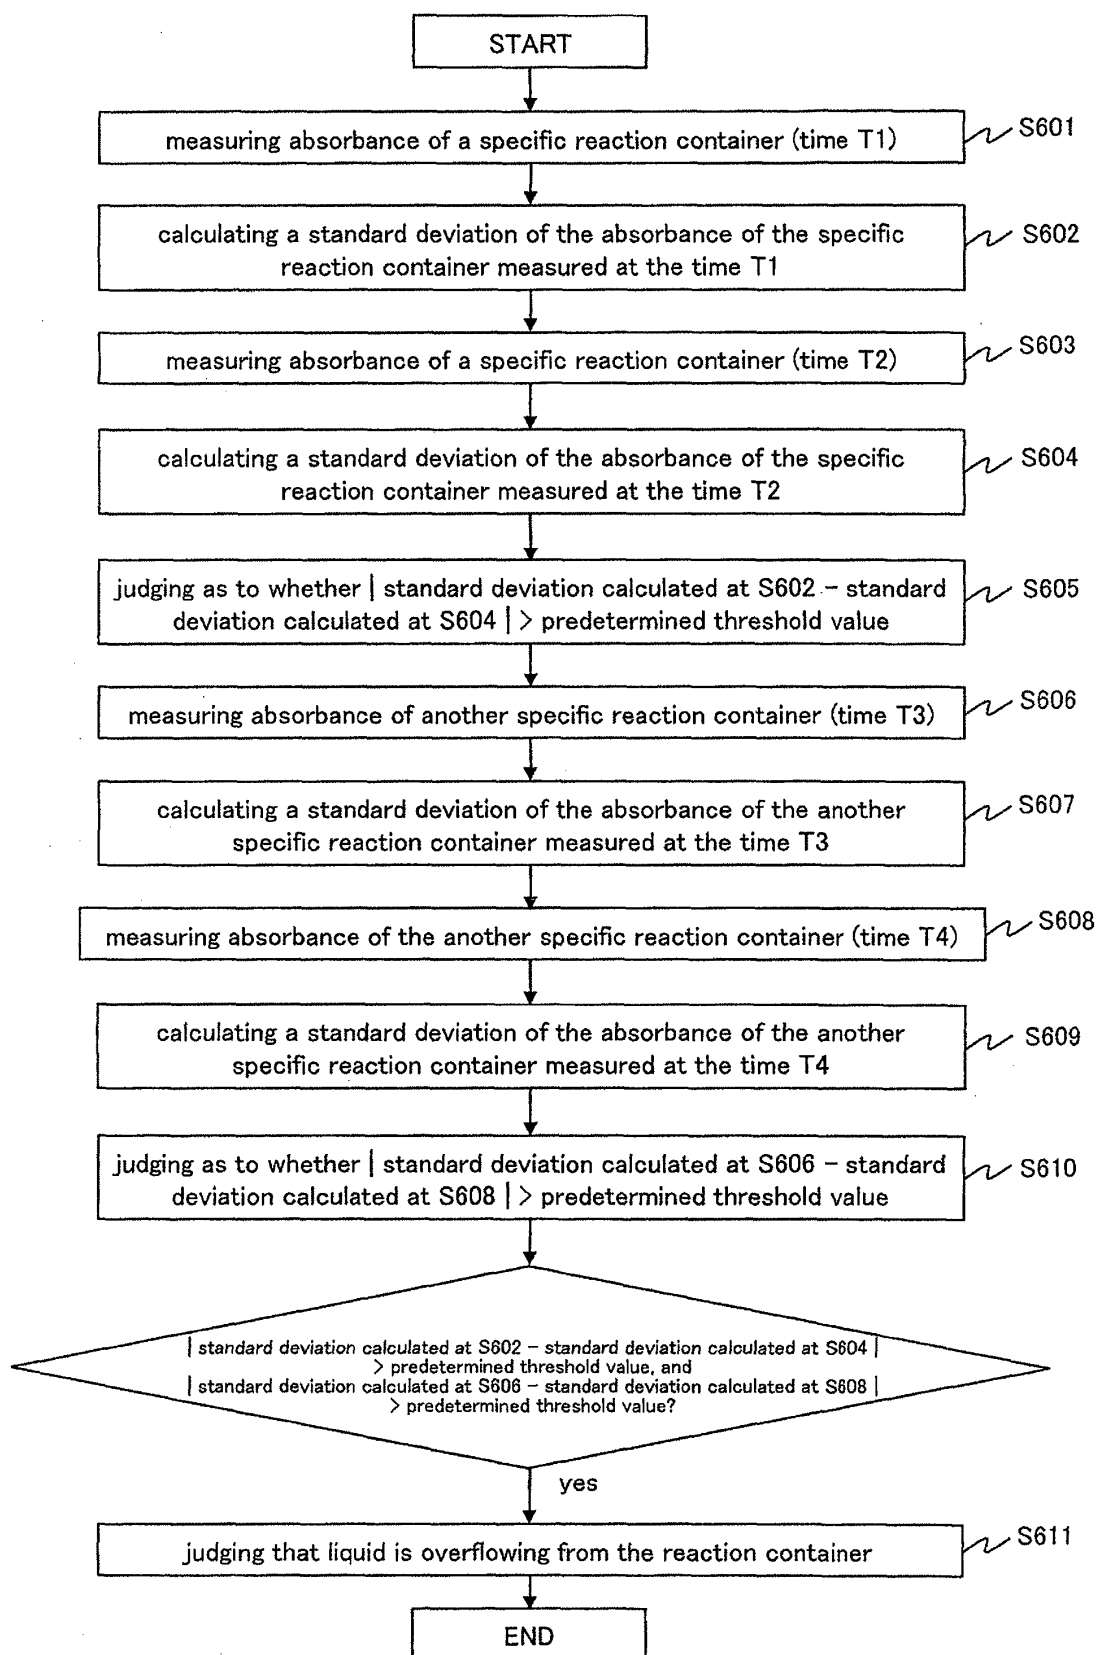 START
measuring absorbance of a specific reaction container (time T1)
S601
calculating a standard deviation of the absorbance of the specific
reaction container measured at the time T1
S602
measuring absorbance of a specific reaction container (time T2)
S603
calculating a standard deviation of the absorbance of the specific
reaction container measured at the time T2
S604
judging as to whether | standard deviation calculated at S602 - standard
deviation calculated at S604 | > predetermined threshold value
S605
measuring absorbance of another specific reaction container (time T3)
S606
calculating a standard deviation of the absorbance of the another
specific reaction container measured at the time T3
S607
measuring absorbance of the another specific reaction container (time T4)
S608
calculating a standard deviation of the absorbance of the another
specific reaction container measured at the time T4
S609
judging as to whether | standard deviation calculated at S606 - standard
deviation calculated at S608 | > predetermined threshold value
S610
| standard deviation calculated at S602 - standard deviation calculated at S604 |
> predetermined threshold value, and
| standard deviation calculated at S606 - standard deviation calculated at S608 |
> predetermined threshold value?
yes
judging that liquid is overflowing from the reaction container
S611
END